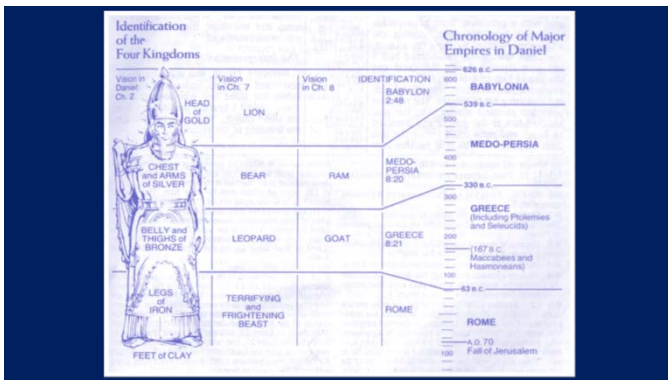 Identification
of the
Four Kingdoms
Chronology of Major
Empires in Daniel
Vision in
Daniel
Ch. 2
Vision
in Ch. 7
Vision
in Ch. 8
IDENTIFICATION
HEAD
of
GOLD
LION
BABYLON
2:48
CHEST
and ARMS
of SILVER
BEAR
RAM
MEDO-
PERSIA
8:20
BELLY and
THIGHS of
BRONZE
LEOPARD
GOAT
GREECE
8:21
LEGS
of
IRON
TERRIFYING
and
FRIGHTENING
BEAST
ROME
FEET of CLAY
626 B.C.
600
BABYLONIA
539 B.C.
500
MEDO-PERSIA
400
330 B.C.
300
GREECE
(Including Ptolemies
and Seleucids)
200
(167 B.C.
Maccabees and
Hasmoneans)
100
63 B.C.
ROME
A.D. 70
100
Fall of Jerusalem